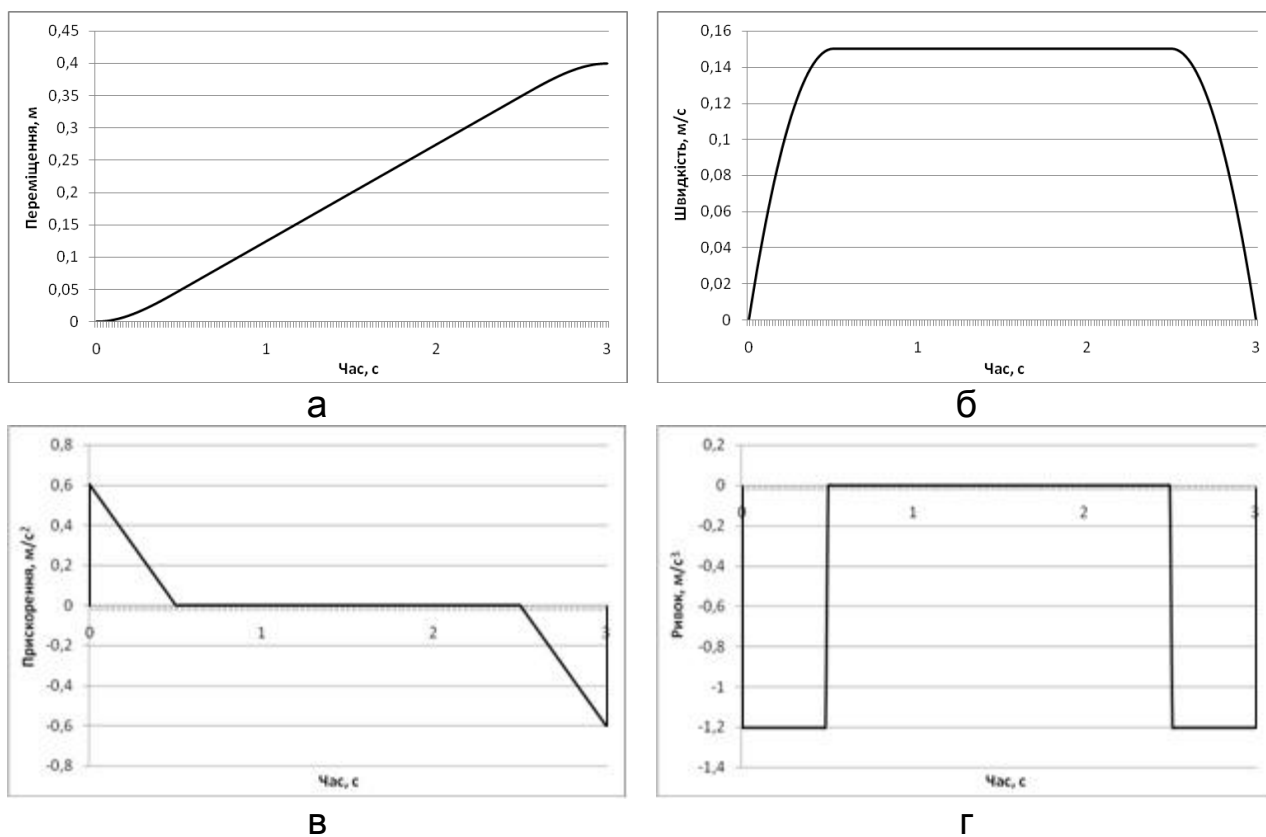 0,45
0,4
0,35
0,3
0,25
0,2
0,15
0,1
0,05
0
Переміщення, м
0 1 2 3
Час, с
а
0,16
0,14
0,12
0,1
0,08
0,06
0,04
0,02
0
Швидкість, м/с
0 1 2 3
Час, с
б
0,8
0,6
0,4
0,2
0
-0,2
-0,4
-0,6
-0,8
Прискорення, м/с²
0 1 2 3
Час, с
в
0,2
0
-0,2
-0,4
-0,6
-0,8
-1
-1,2
-1,4
Ривок, м/с³
0 1 2 3
Час, с
г